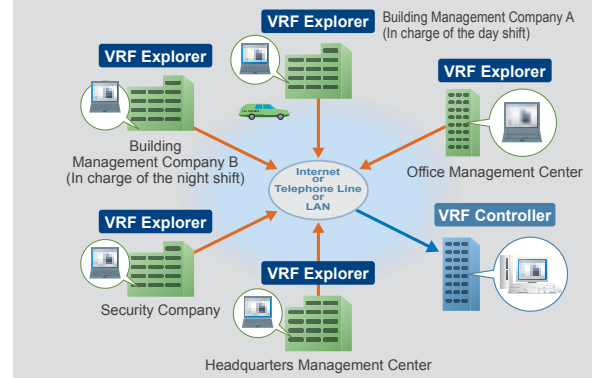 VRF Explorer
Building Management Company A
(In charge of the day shift)
VRF Explorer
VRF Explorer
Building
Management Company B
(In charge of the night shift)
Office Management Center
Internet
or
Telephone Line
or
LAN
VRF Explorer
VRF Controller
Security Company
VRF Explorer
Headquarters Management Center